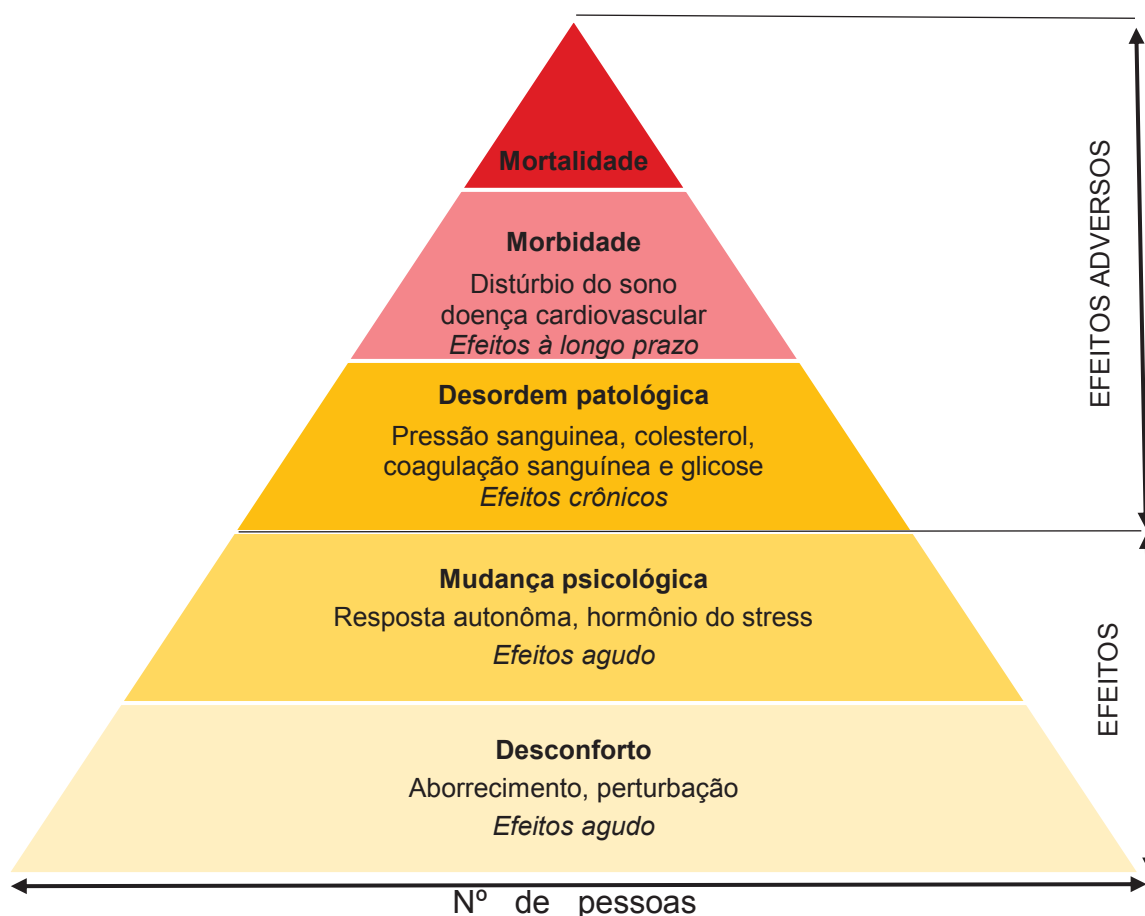 Mortalidade
Morbidade
Distúrbio do sono
doença cardiovascular
Efeitos à longo prazo
Desordem patológica
Pressão sanguinea, colesterol,
coagulação sanguínea e glicose
Efeitos crônicos
Mudança psicológica
Resposta autonôma, hormônio do stress
Efeitos agudo
Desconforto
Aborrecimento, perturbação
Efeitos agudo
EFEITOS ADVERSOS
EFEITOS
Nº de pessoas